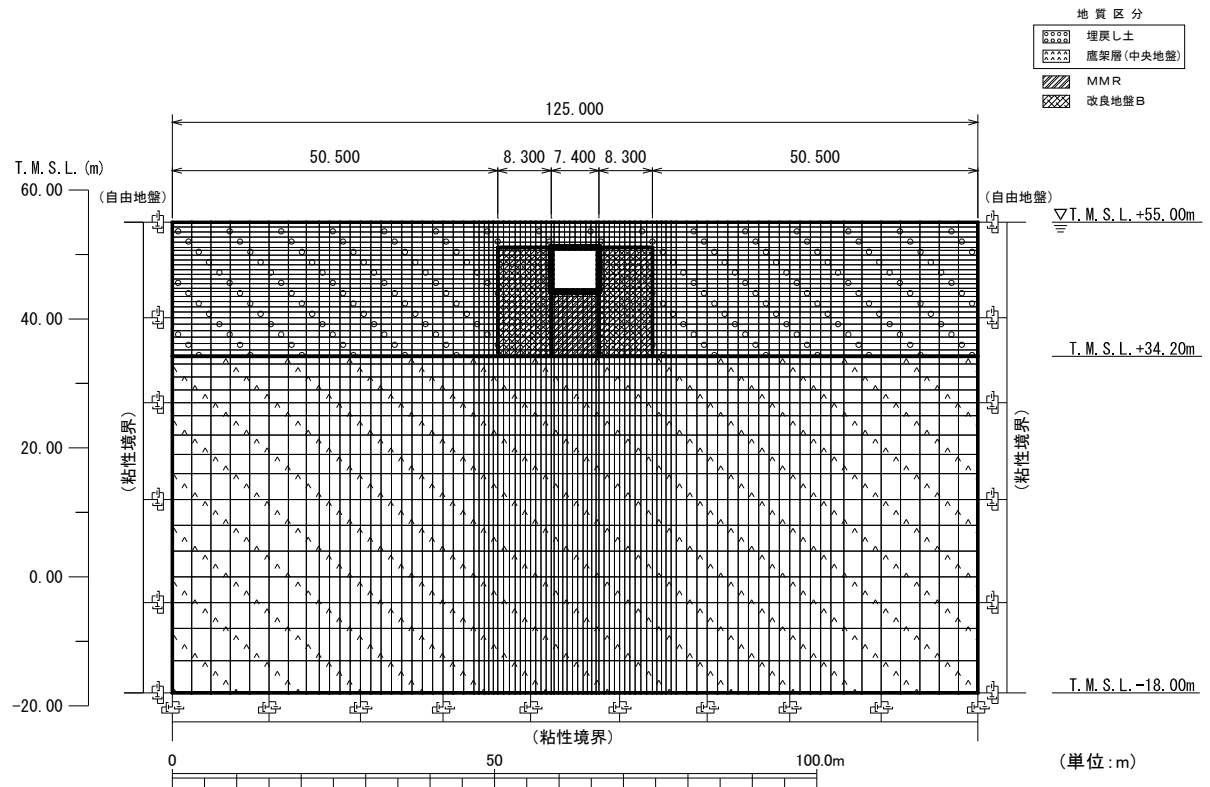 地質区分
埋戻し土
鷹架層(中央地盤)
MMR
改良地盤B
125.000
50.500
8.300
7.400
8.300
50.500
T.M.S.L.(m)
60.00
(自由地盤)
(自由地盤)
T.M.S.L.+55.00m
40.00
T.M.S.L.+34.20m
20.00
(粘性境界)
(粘性境界)
0.00
T.M.S.L.-18.00m
-20.00
(粘性境界)
0
50
100.0m
(単位:m)